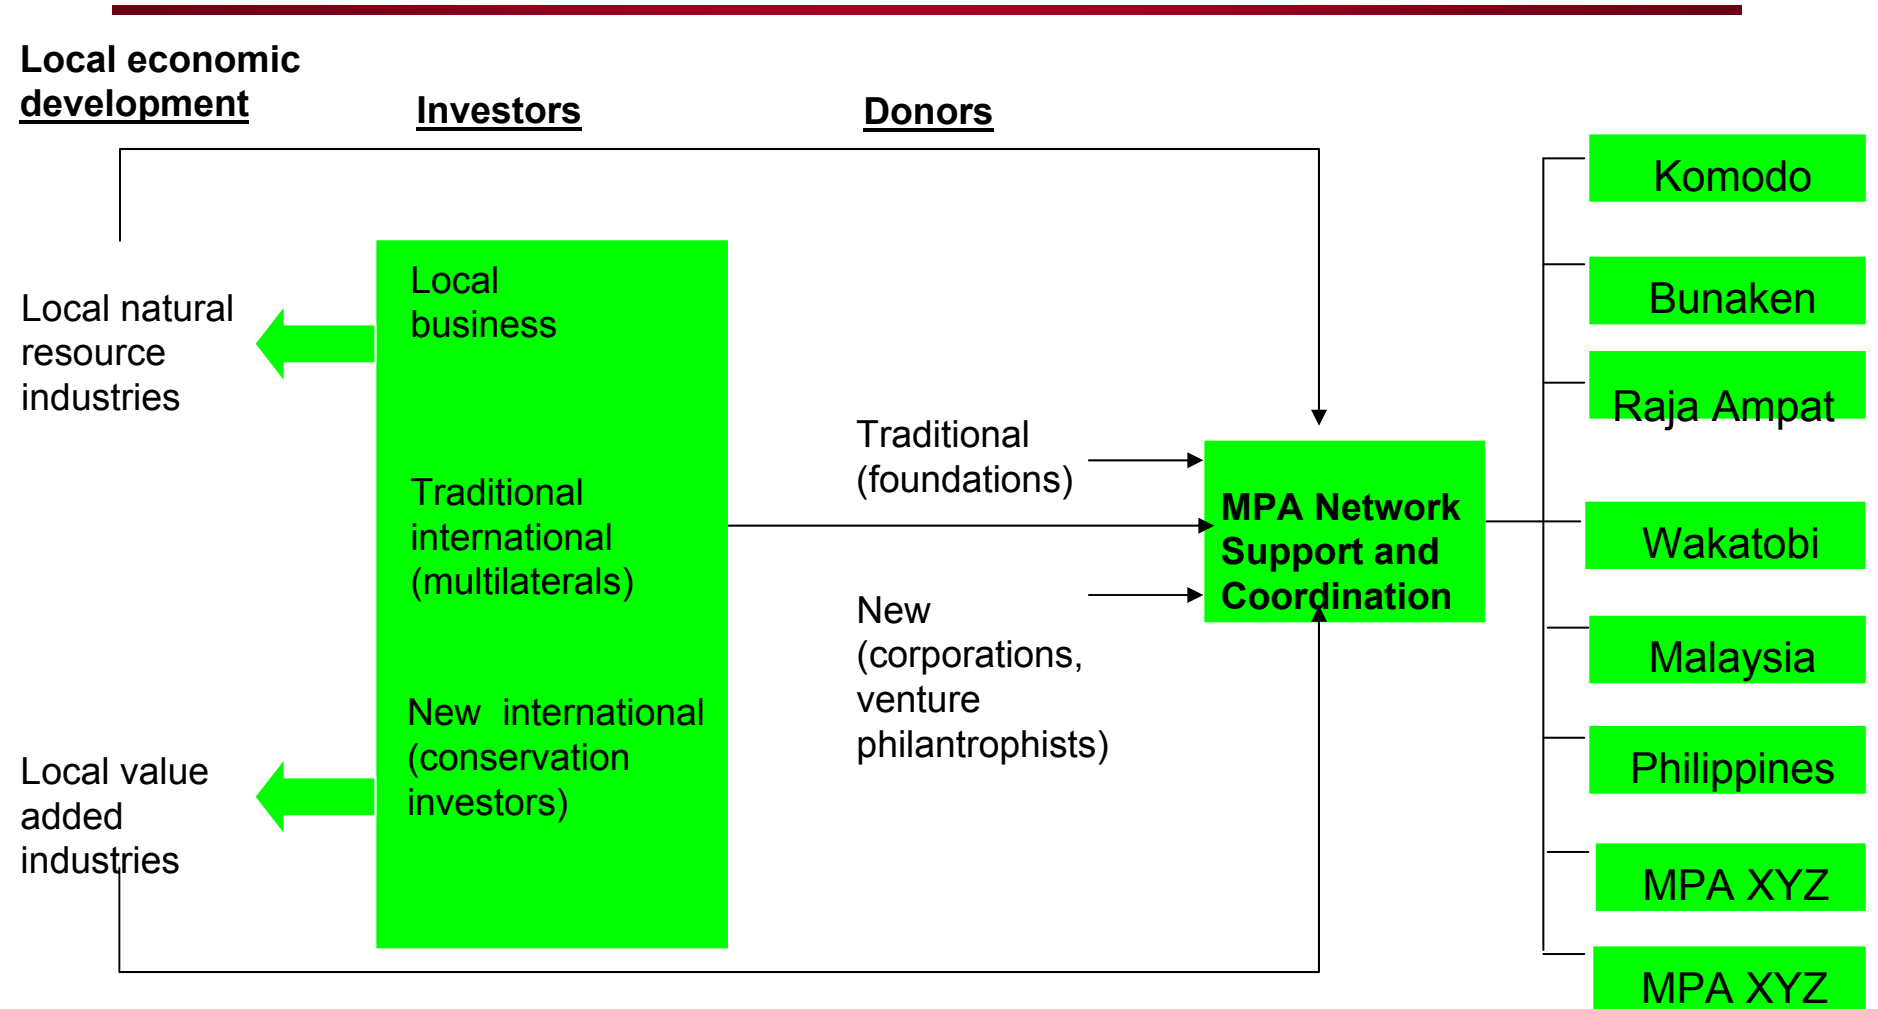 Local economic
development
Investors
Donors
Local natural
resource
industries
Local value
added
industries
Local
business
Traditional
international
(multilaterals)
New international
(conservation
investors)
Traditional
(foundations)
New
(corporations,
venture
philantrophists)
MPA Network
Support and
Coordination
Komodo
Bunaken
Raja Ampat
Wakatobi
Malaysia
Philippines
MPA XYZ
MPA XYZ